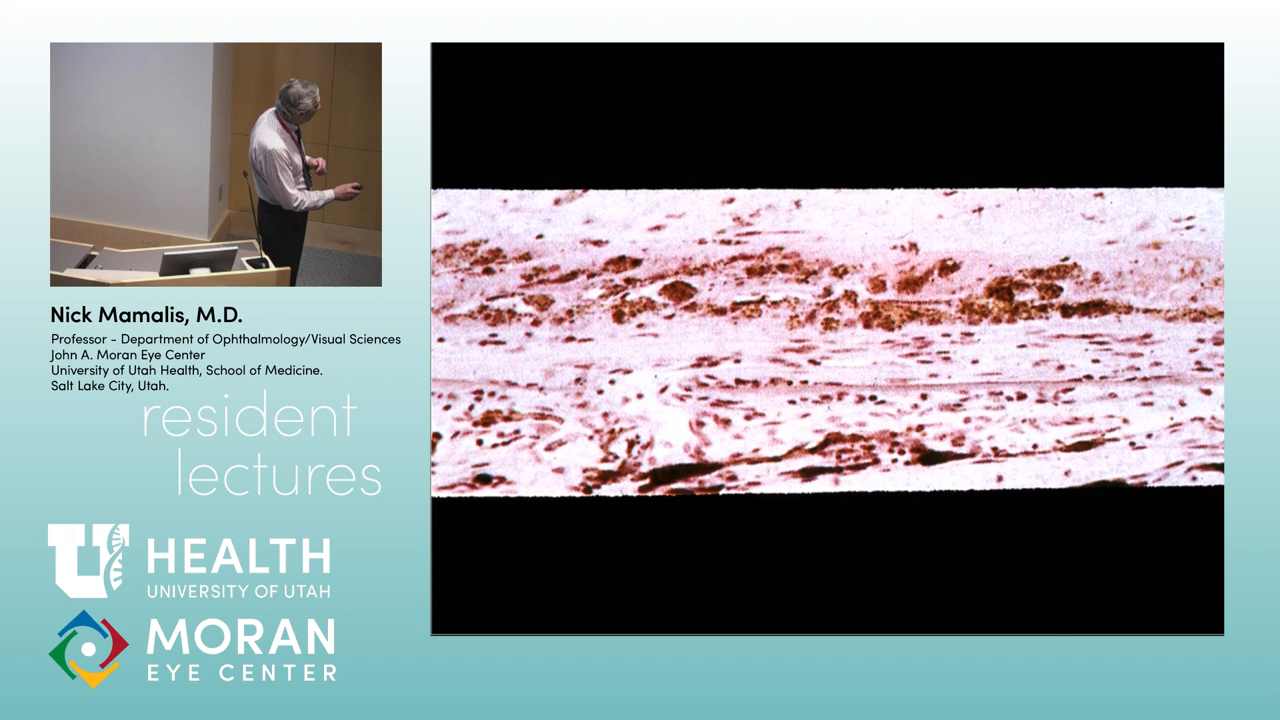 Nick Mamalis, M.D.
Professor - Department of Ophthalmology/Visual Sciences
John A. Moran Eye Center
University of Utah Health, School of Medicine.
Salt Lake City, Utah.
resident
lectures
U HEALTH
UNIVERSITY OF UTAH
MORAN
EYE CENTER